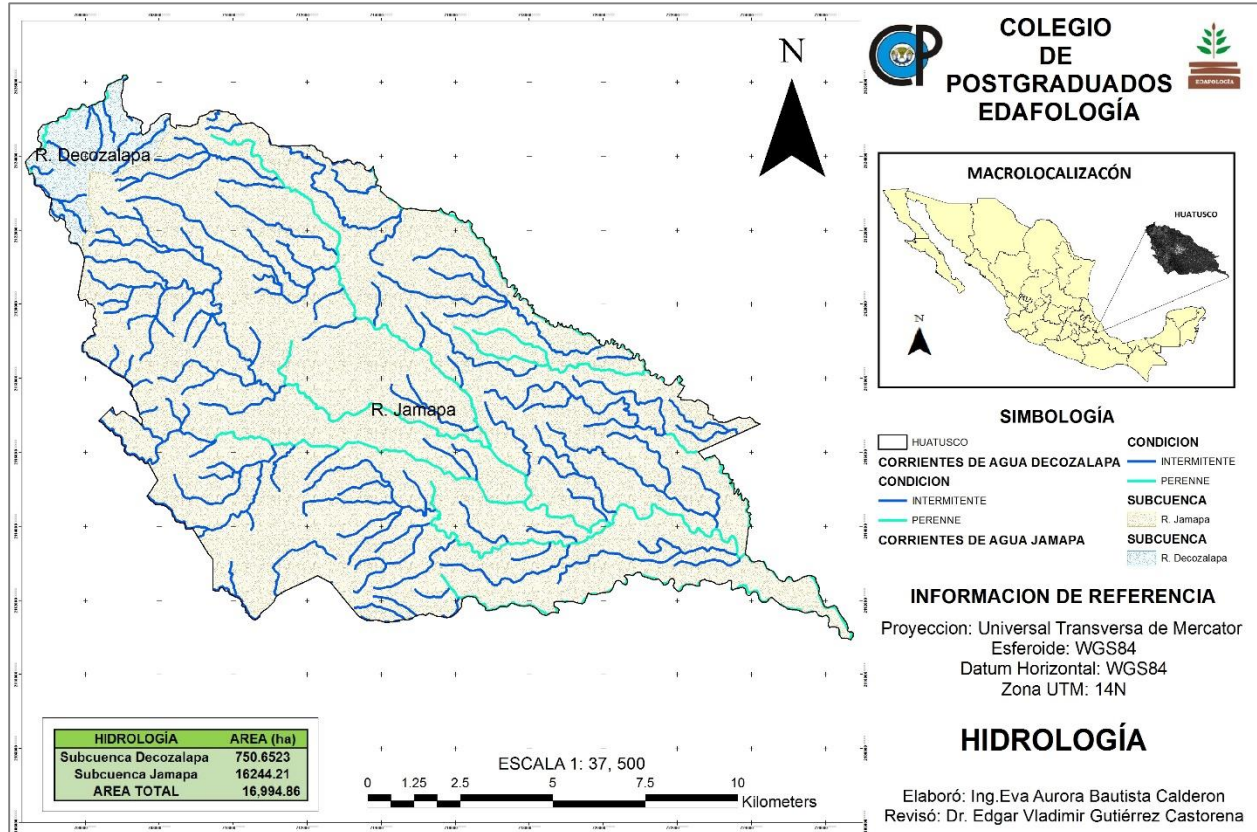 COLEGIO
DE
POSTGRADUADOS
EDAFOLOGÍA
CP
EDAFOLOGÍA
MACROLOCALIZACÓN
HUATUSCO
N
N
R. Decozalapa
R. Jamapa
SIMBOLOGÍA
HUATUSCO
CORRIENTES DE AGUA DECOZALAPA
CONDICION
INTERMITENTE
PERENNE
CORRIENTES DE AGUA JAMAPA
CONDICION
INTERMITENTE
PERENNE
SUBCUENCA
R. Jamapa
SUBCUENCA
R. Decozalapa
INFORMACION DE REFERENCIA
Proyeccion: Universal Transversa de Mercator
Esferoide: WGS84
Datum Horizontal: WGS84
Zona UTM: 14N
HIDROLOGÍA
Elaboró: Ing.Eva Aurora Bautista Calderon
Revisó: Dr. Edgar Vladimir Gutiérrez Castorena
HIDROLOGÍA AREA (ha)
Subcuenca Decozalapa 750.6523
Subcuenca Jamapa 16244.21
AREA TOTAL 16,994.86
ESCALA 1: 37, 500
0 1.25 2.5 5 7.5 10
Kilometers